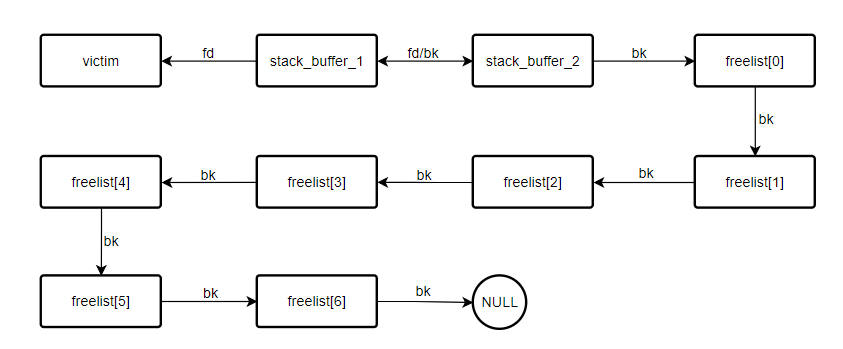 victim
fd
stack_buffer_1
fd/bk
stack_buffer_2
bk
freelist[0]
bk
freelist[4]
bk
freelist[3]
bk
freelist[2]
bk
freelist[1]
bk
freelist[5]
bk
freelist[6]
bk
NULL